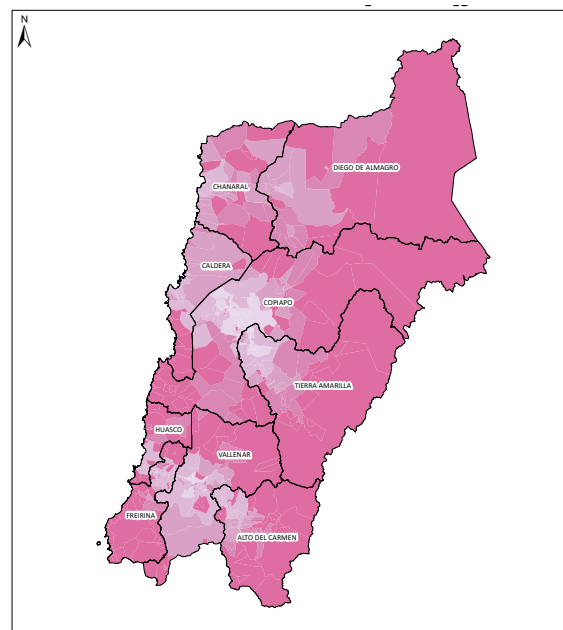 N
DIEGO DE ALMAGRO
CHANARAL
CALDERA
COPIAPO
TIERRA AMARILLA
HUASCO
VALLENAR
FREIRINA
ALTO DEL CARMEN